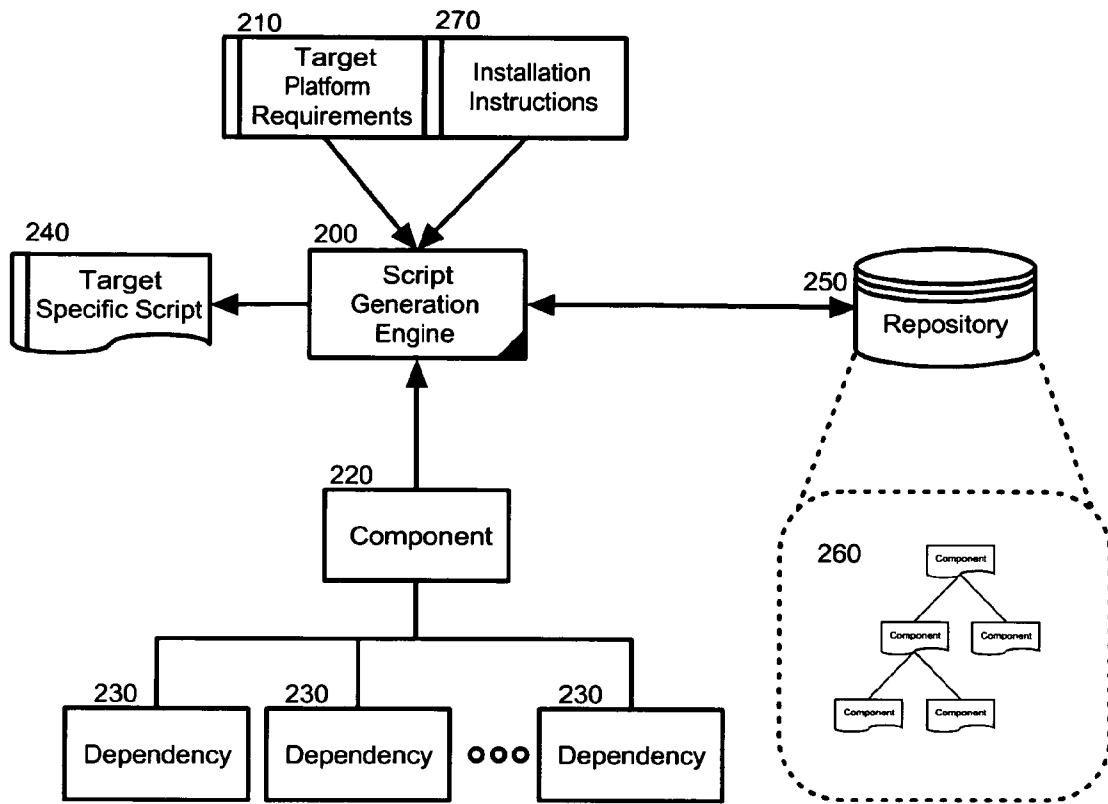 210
270
Target
Platform
Requirements
Installation
Instructions
240
Target
Specific Script
200
Script
Generation
Engine
250
Repository
220
Component
260
Component
Component
Component
Component
Component
230
Dependency
230
Dependency
230
Dependency